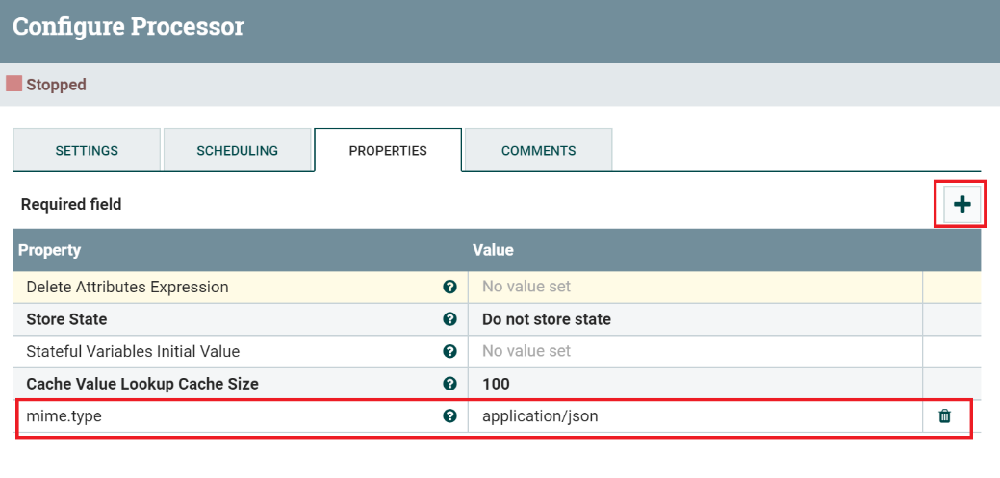 Configure Processor
Stopped
SETTINGS SCHEDULING PROPERTIES COMMENTS
Required field
Property Value
Delete Attributes Expression No value set
Store State Do not store state
Stateful Variables Initial Value No value set
Cache Value Lookup Cache Size 100
mime.type application/json